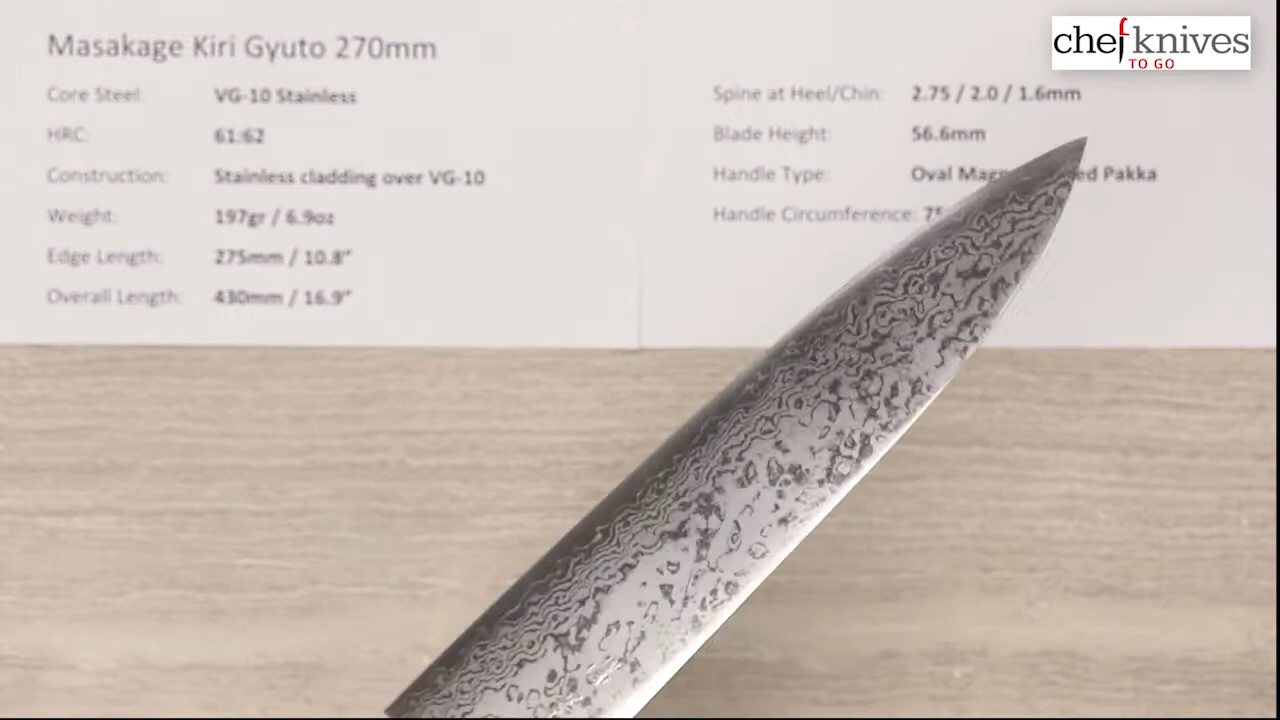 chefknives
TO GO
Masakage Kiri Gyuto 270mm
Core Steel: VG-10 Stainless
HRC: 61-62
Construction: Stainless cladding over VG-10
Weight: 197gr / 6.9oz
Edge Length: 275mm / 10.8"
Overall Length: 430mm / 16.9"
Spine at Heel/Chin: 2.75 / 2.0 / 1.6mm
Blade Height: 56.6mm
Handle Type: Oval Pakka
Handle Circumference: